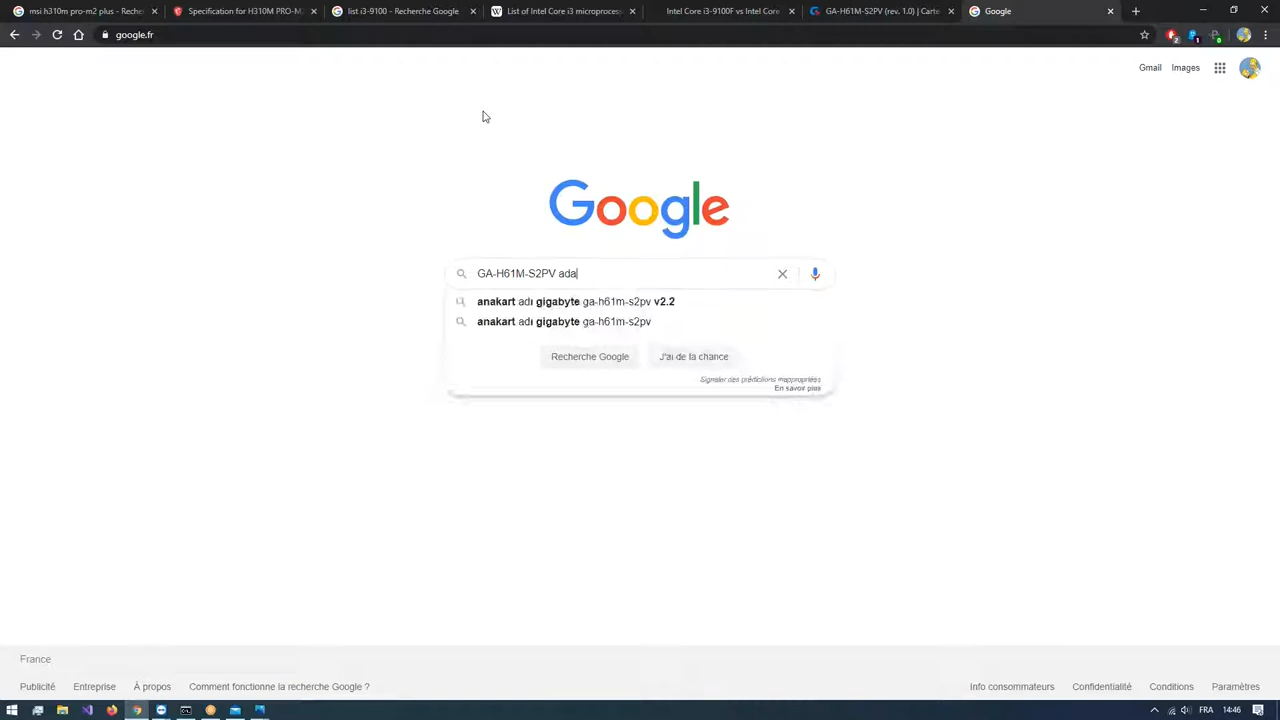 msi h310m pro-m2 plus - Reche
Specification for H310M PRO-M
list i3-9100 - Recherche Google
List of Intel Core i3 microproces
Intel Core i3-9100F vs Intel Core
GA-H61M-S2PV (rev. 1.0) | Carte
Google
google.fr
Gmail
Images
Google
GA-H61M-S2PV ada
anakart adı gigabyte ga-h61m-s2pv v2.2
anakart adı gigabyte ga-h61m-s2pv
Recherche Google
J'ai de la chance
Signaler des prédictions inappropriées
En savoir plus
France
Publicité
Entreprise
À propos
Comment fonctionne la recherche Google ?
Info consommateurs
Confidentialité
Conditions
Paramètres
FRA
14:46